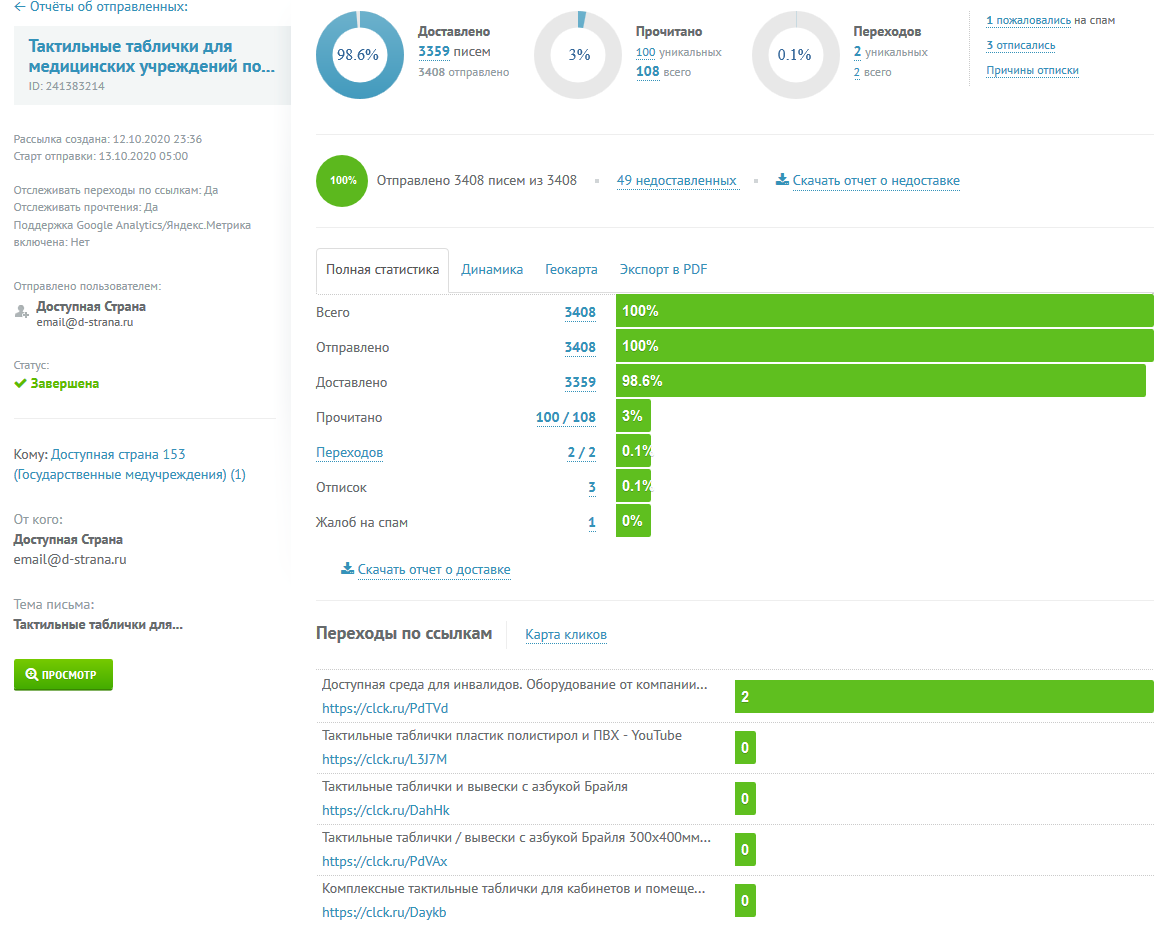 ← Отчёты об отправленных:
Тактильные таблички для
медицинских учреждений по...
ID: 241383214
Рассылка создана: 12.10.2020 23:36
Старт отправки: 13.10.2020 05:00
Отслеживать переходы по ссылкам: Да
Отслеживать прочтения: Да
Поддержка Google Analytics/Яндекс.Метрика
включена: Нет
Отправлено пользователем:
Доступная Страна
email@d-strana.ru
Статус:
Завершена
Кому: Доступная страна 153
(Государственные медучреждения) (1)
От кого:
Доступная Страна
email@d-strana.ru
Тема письма:
Тактильные таблички для...
ПРОСМОТР
98.6%
Доставлено
3359 писем
3408 отправлено
3%
Прочитано
100 уникальных
108 всего
0.1%
Переходов
2 уникальных
2 всего
1 пожаловались на спам
3 отписались
Причины отписки
100% Отправлено 3408 писем из 3408 49 недоставленных Скачать отчет о недоставке
Полная статистика Динамика Геокарта Экспорт в PDF
Всего 3408 100%
Отправлено 3408 100%
Доставлено 3359 98.6%
Прочитано 100 / 108 3%
Переходов 2 / 2 0.1%
Отписок 3 0.1%
Жалоб на спам 1 0%
Скачать отчет о доставке
Переходы по ссылкам Карта кликов
Доступная среда для инвалидов. Оборудование от компании...
https://clck.ru/PdTVd
2
Тактильные таблички пластик полистирол и ПВХ - YouTube
https://clck.ru/L3J7M
0
Тактильные таблички и вывески с азбукой Брайля
https://clck.ru/DahHk
0
Тактильные таблички / вывески с азбукой Брайля 300х400мм...
https://clck.ru/PdVAx
0
Комплексные тактильные таблички для кабинетов и помеще...
https://clck.ru/Daykb
0